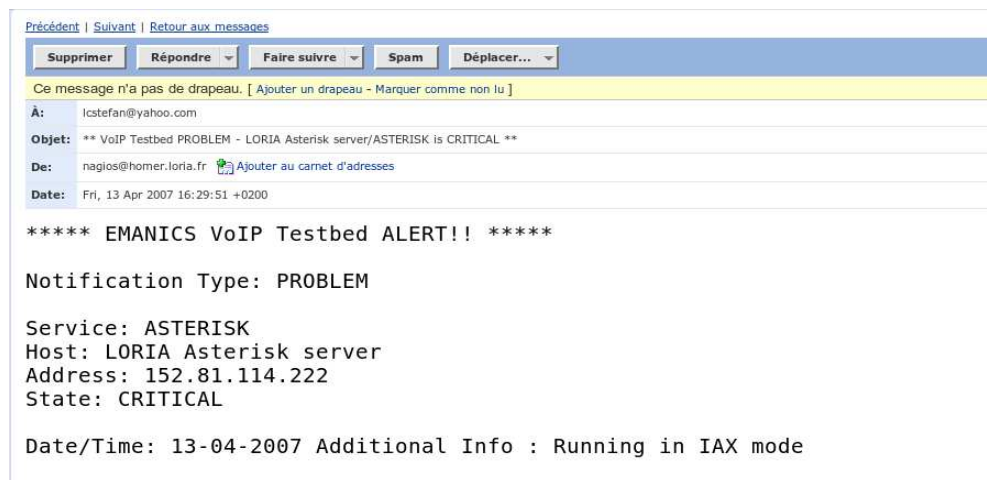 Précédent | Suivant | Retour aux messages
Supprimer Répondre Faire suivre Spam Déplacer...
Ce message n'a pas de drapeau. [ Ajouter un drapeau - Marquer comme non lu ]
À: lcstefan@yahoo.com
Objet: ** VoIP Testbed PROBLEM - LORIA Asterisk server/ASTERISK is CRITICAL **
De: nagios@homer.loria.fr Ajouter au carnet d'adresses
Date: Fri, 13 Apr 2007 16:29:51 +0200
***** EMANICS VoIP Testbed ALERT!! *****
Notification Type: PROBLEM
Service: ASTERISK
Host: LORIA Asterisk server
Address: 152.81.114.222
State: CRITICAL
Date/Time: 13-04-2007 Additional Info : Running in IAX mode